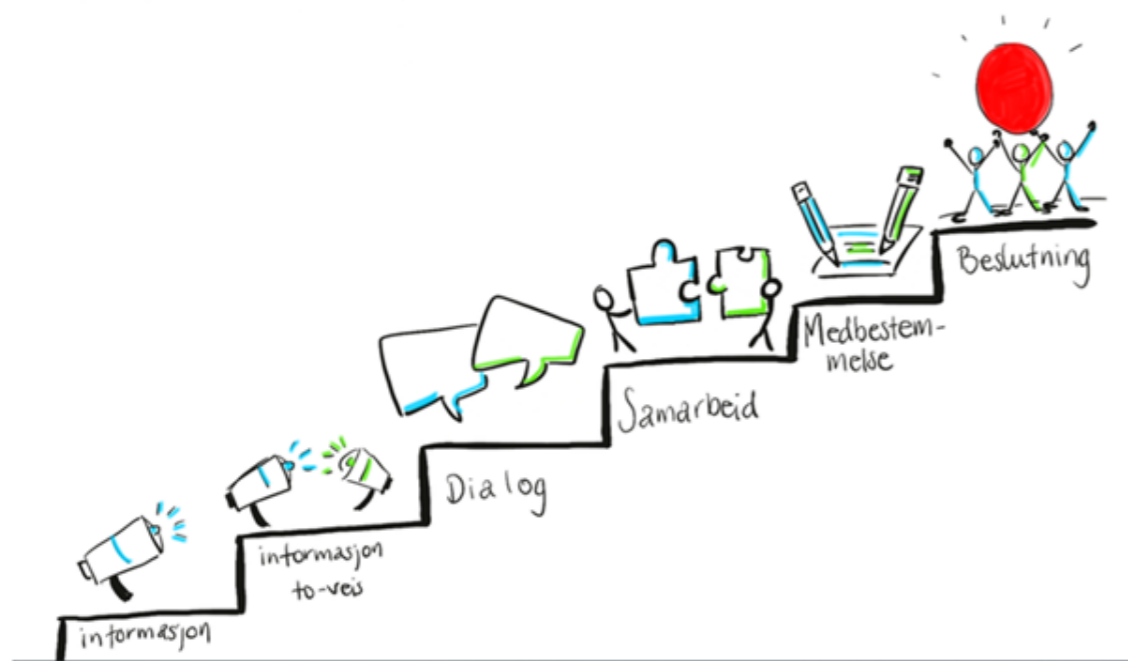 informasjon
informasjon
to-veis
Dialog
Samarbeid
Medbestem-
melse
Beslutning